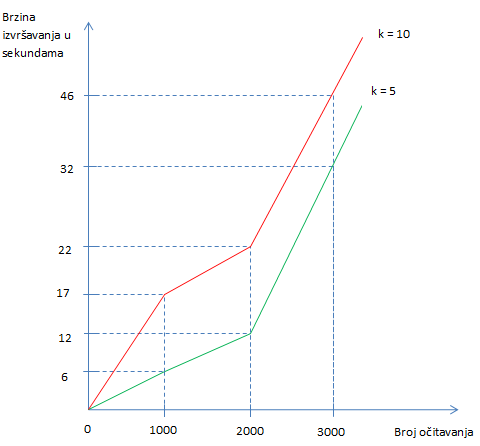 Brzina
izvršavanja u
sekundama
k = 10
k = 5
46
32
22
17
12
6
0
1000
2000
3000
Broj očitavanja